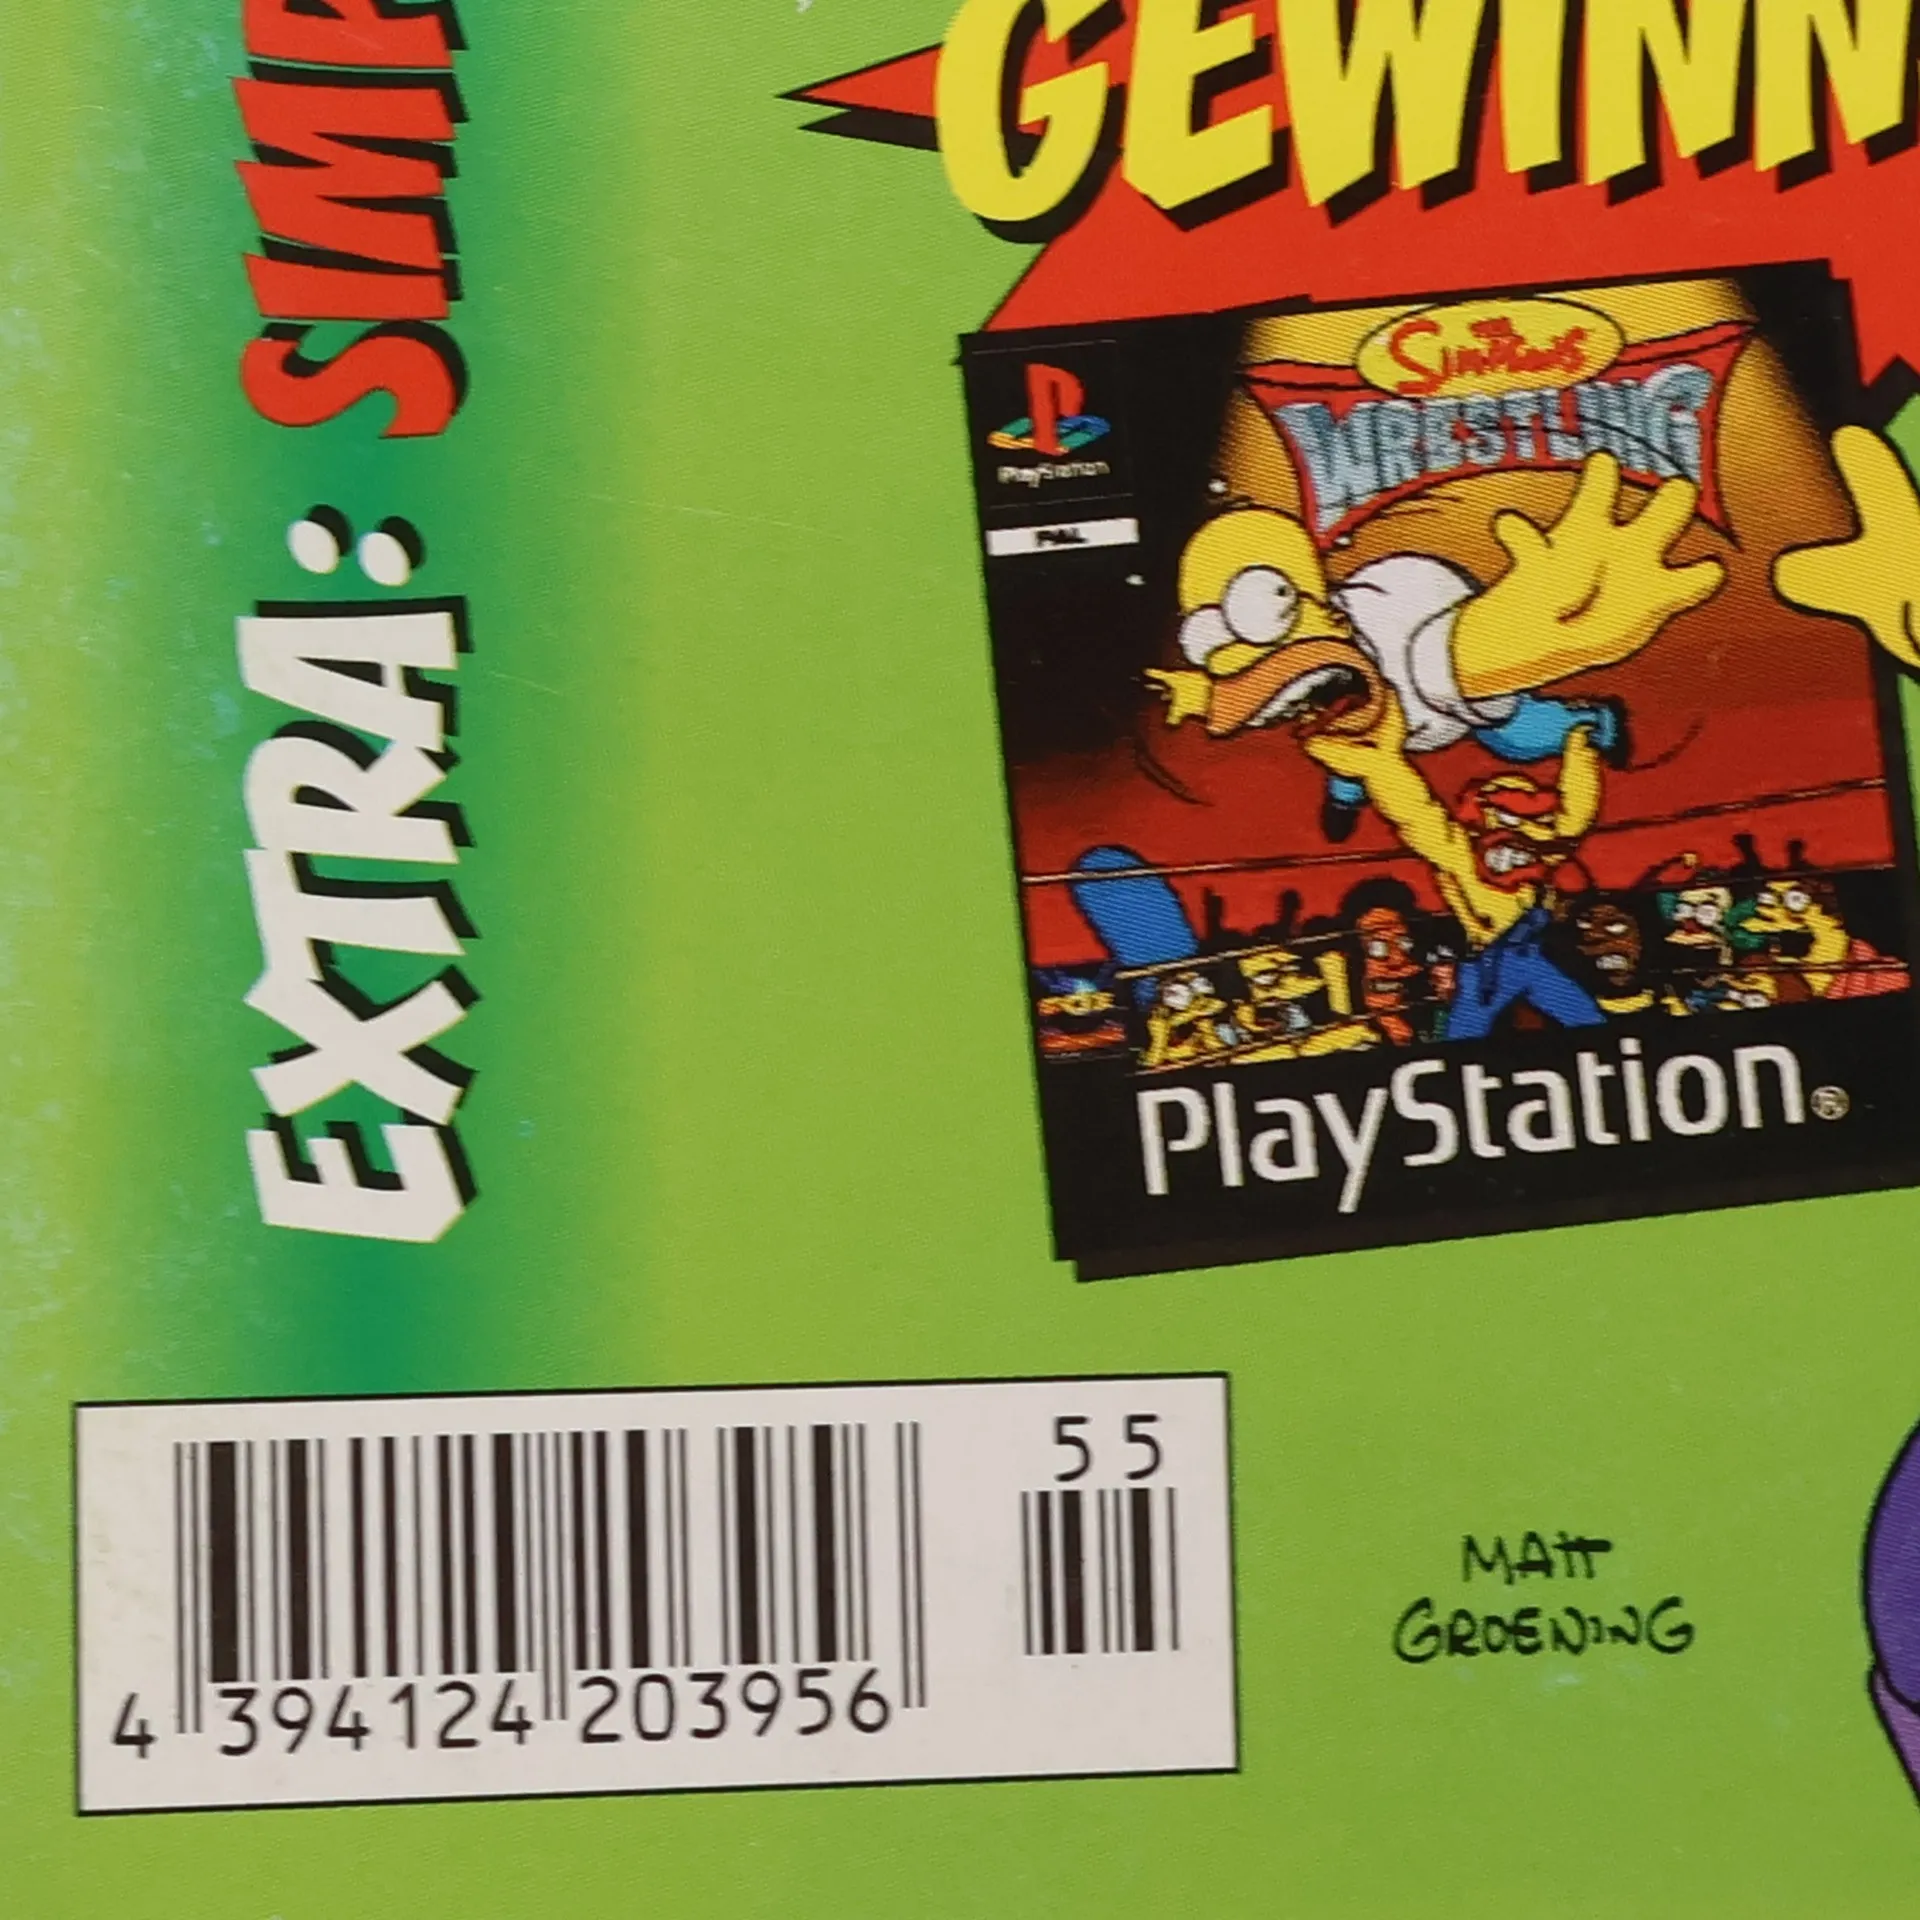 GEWINN
EXTRA: SIMP
PlayStation
PAL
THE
SIMPSONS
WRESTLING
PlayStation®
55
4 394124 203956
MATT
GROENING